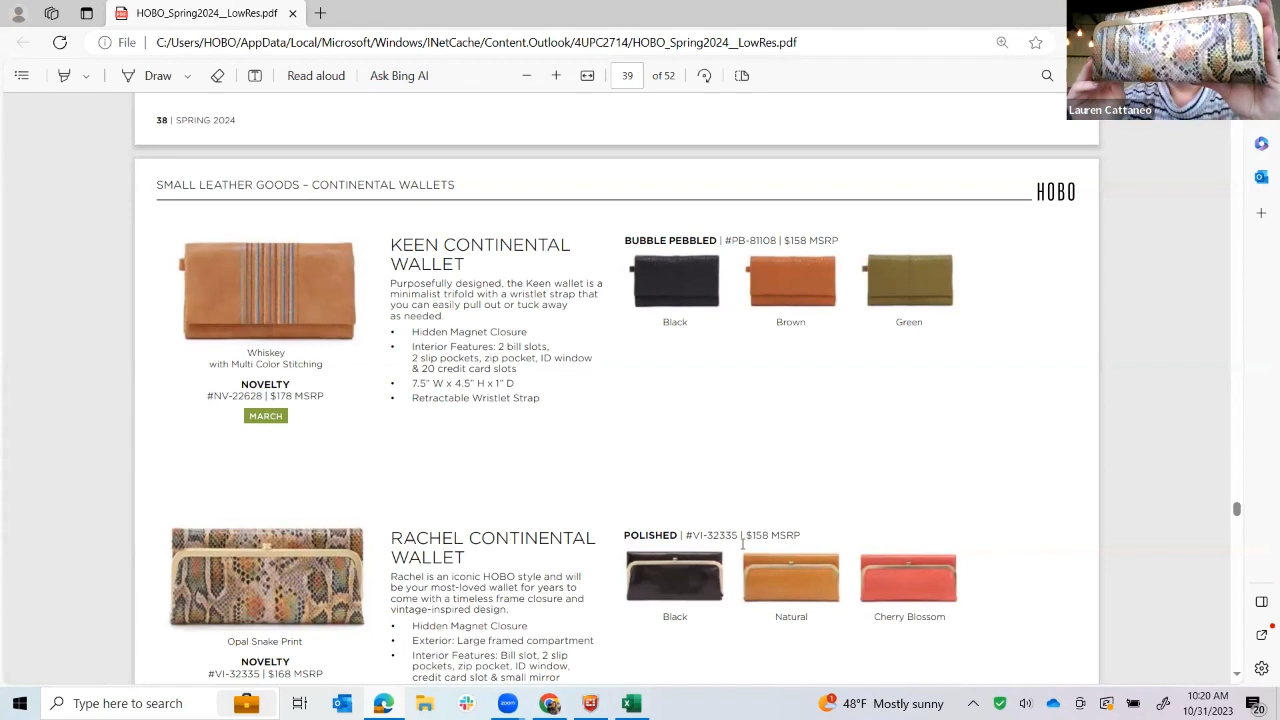 HOBO_Spring2024__LowRes.pdf
File
C:/Users/HOBO/AppData/Local/Microsoft/Windows/INetCache/Content.Outlook/4UPC2714/HOBO_Spring2024__LowRes.pdf
Draw
Read aloud
Ask Bing AI
39
of 52
Lauren Cattaneo
38 | SPRING 2024
SMALL LEATHER GOODS – CONTINENTAL WALLETS
HOBO
Whiskey
with Multi Color Stitching
NOVELTY
#NV-22628 | $178 MSRP
MARCH
KEEN CONTINENTAL
WALLET
Purposefully designed, the Keen wallet is a
minimalist trifold with a wristlet strap that
you can easily pull out or tuck away
as needed.
• Hidden Magnet Closure
• Interior Features: 2 bill slots,
2 slip pockets, zip pocket, ID window
& 20 credit card slots
• 7.5" W x 4.5" H x 1" D
• Retractable Wristlet Strap
BUBBLE PEBBLED | #PB-81108 | $158 MSRP
Black
Brown
Green
Opal Snake Print
NOVELTY
#VI-32335 | $168 MSRP
RACHEL CONTINENTAL
WALLET
Rachel is an iconic HOBO style and will
be your most-loved wallet for years to
come with a timeless frame closure and
vintage-inspired design.
• Hidden Magnet Closure
• Exterior: Large framed compartment
• Interior Features: Bill slot, 2 slip
pockets, zip pocket, ID window,
credit card slot & small mirror
POLISHED | #VI-32335 | $158 MSRP
Black
Natural
Cherry Blossom
Type here to search
zoom
48°F Mostly sunny
10:20 AM
10/31/2023
20